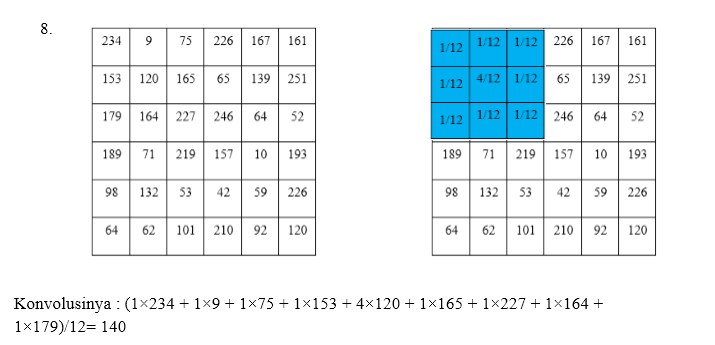 8.
234 9 75 226 167 161
153 120 165 65 139 251
179 164 227 246 64 52
189 71 219 157 10 193
98 132 53 42 59 226
64 62 101 210 92 120
1/12 1/12 1/12 226 167 161
1/12 4/12 1/12 65 139 251
1/12 1/12 1/12 246 64 52
189 71 219 157 10 193
98 132 53 42 59 226
64 62 101 210 92 120
Konvolusinya : (1×234 + 1×9 + 1×75 + 1×153 + 4×120 + 1×165 + 1×227 + 1×164 +
1×179)/12= 140